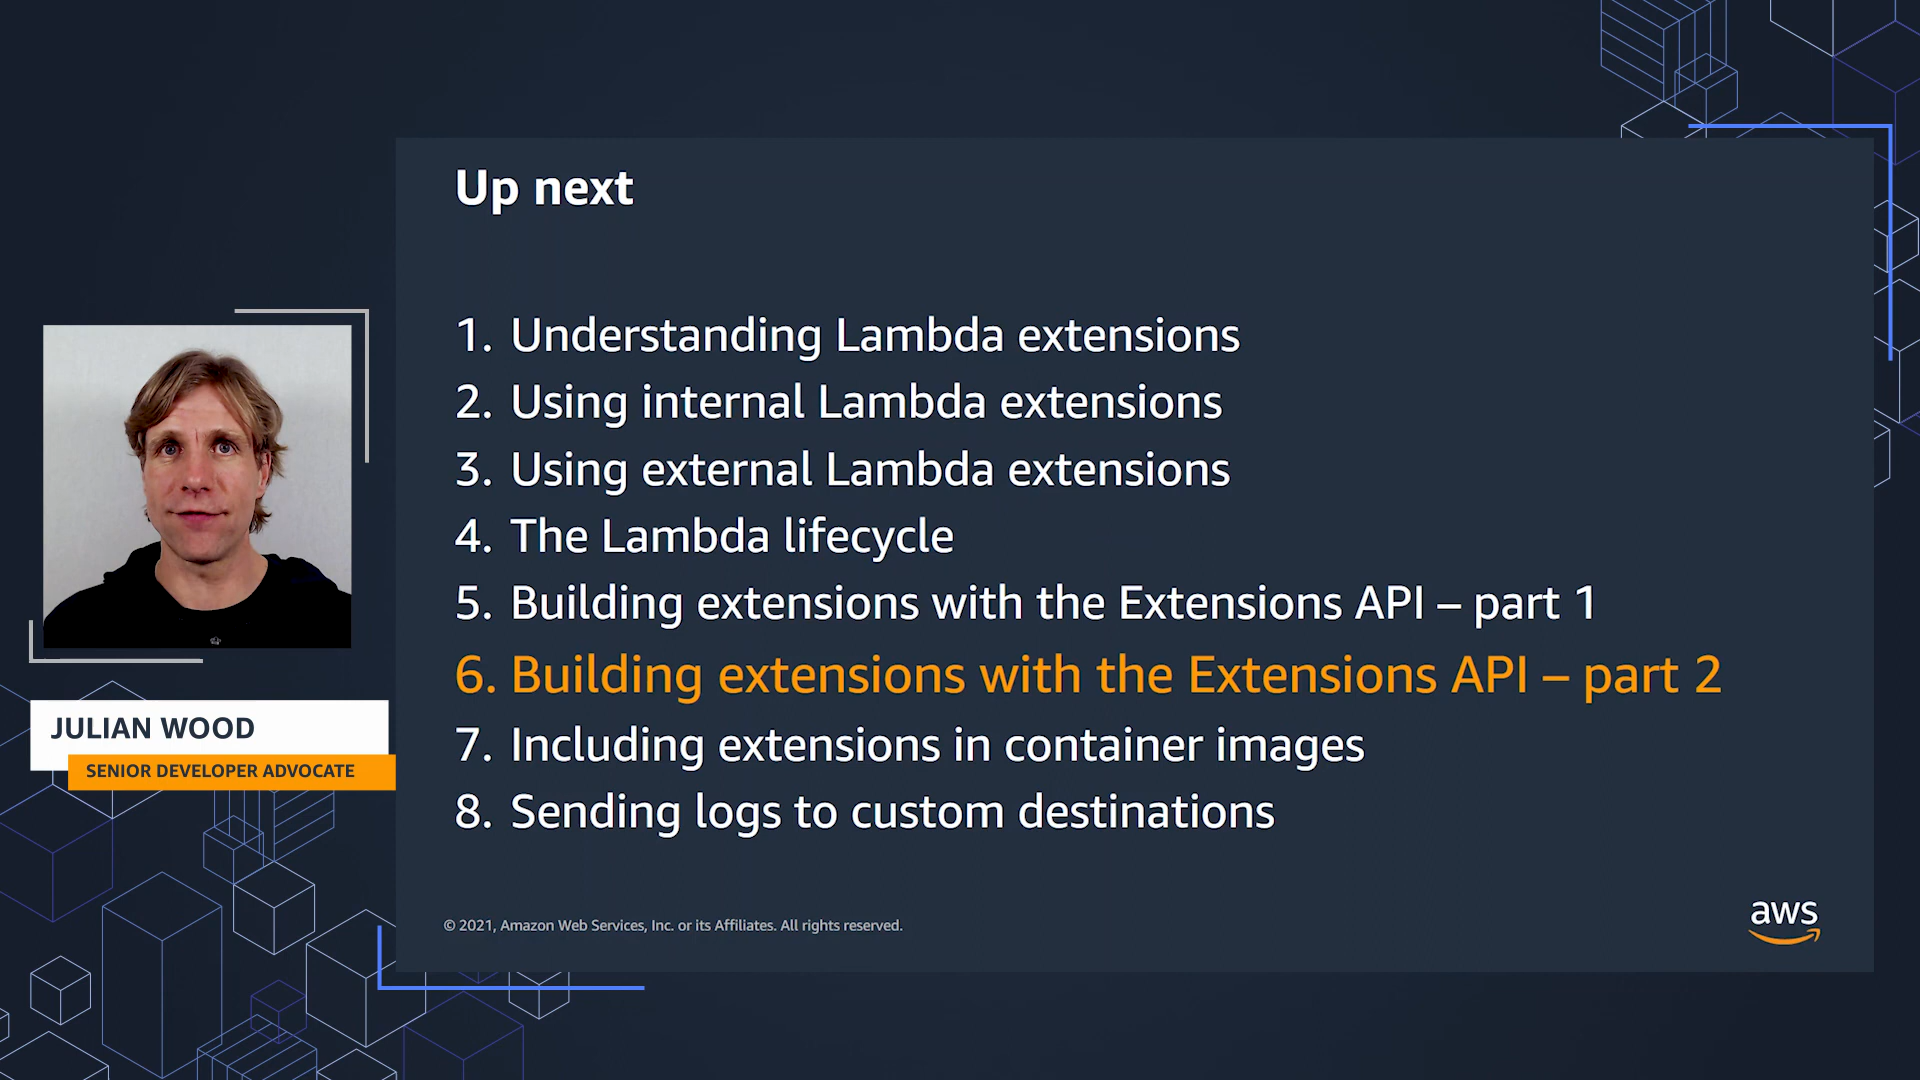 Up next
1. Understanding Lambda extensions
2. Using internal Lambda extensions
3. Using external Lambda extensions
4. The Lambda lifecycle
5. Building extensions with the Extensions API – part 1
6. Building extensions with the Extensions API – part 2
7. Including extensions in container images
8. Sending logs to custom destinations
JULIAN WOOD
SENIOR DEVELOPER ADVOCATE
© 2021, Amazon Web Services, Inc. or its Affiliates. All rights reserved.
aws